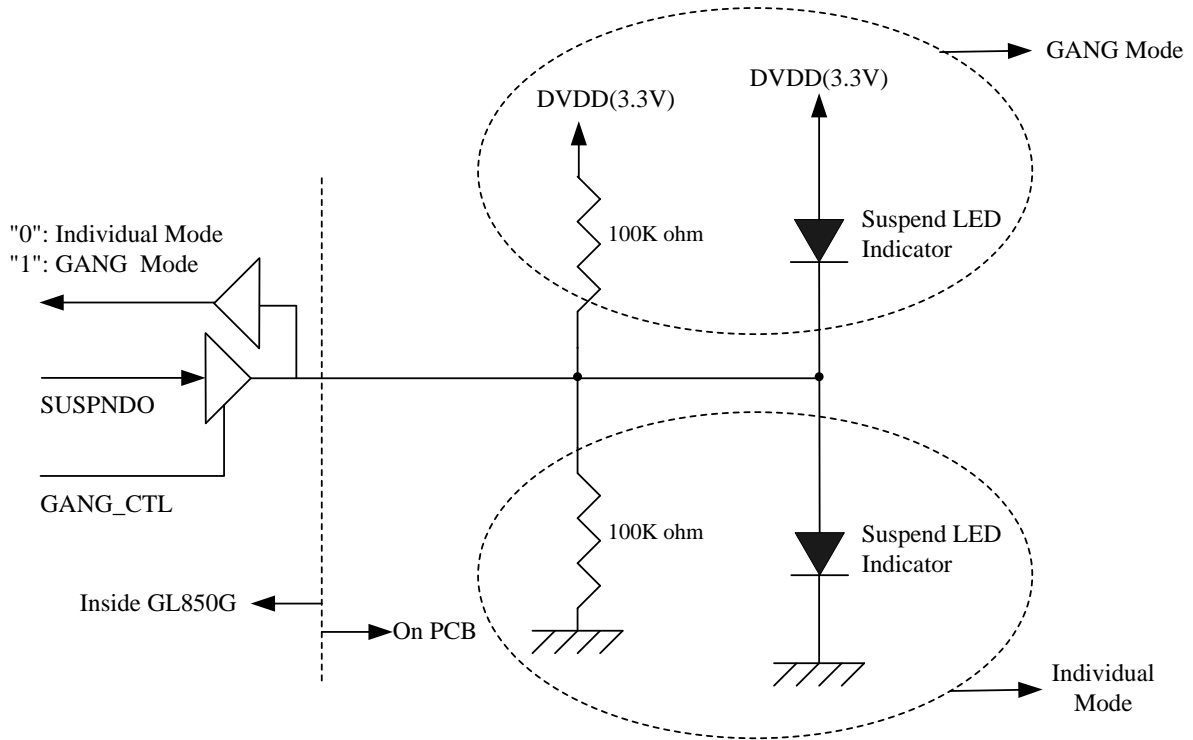 GANG Mode
DVDD(3.3V)
DVDD(3.3V)
"0": Individual Mode
"1": GANG Mode
100K ohm
Suspend LED
Indicator
SUSPNDO
GANG_CTL
100K ohm
Suspend LED
Indicator
Inside GL850G
On PCB
Individual
Mode